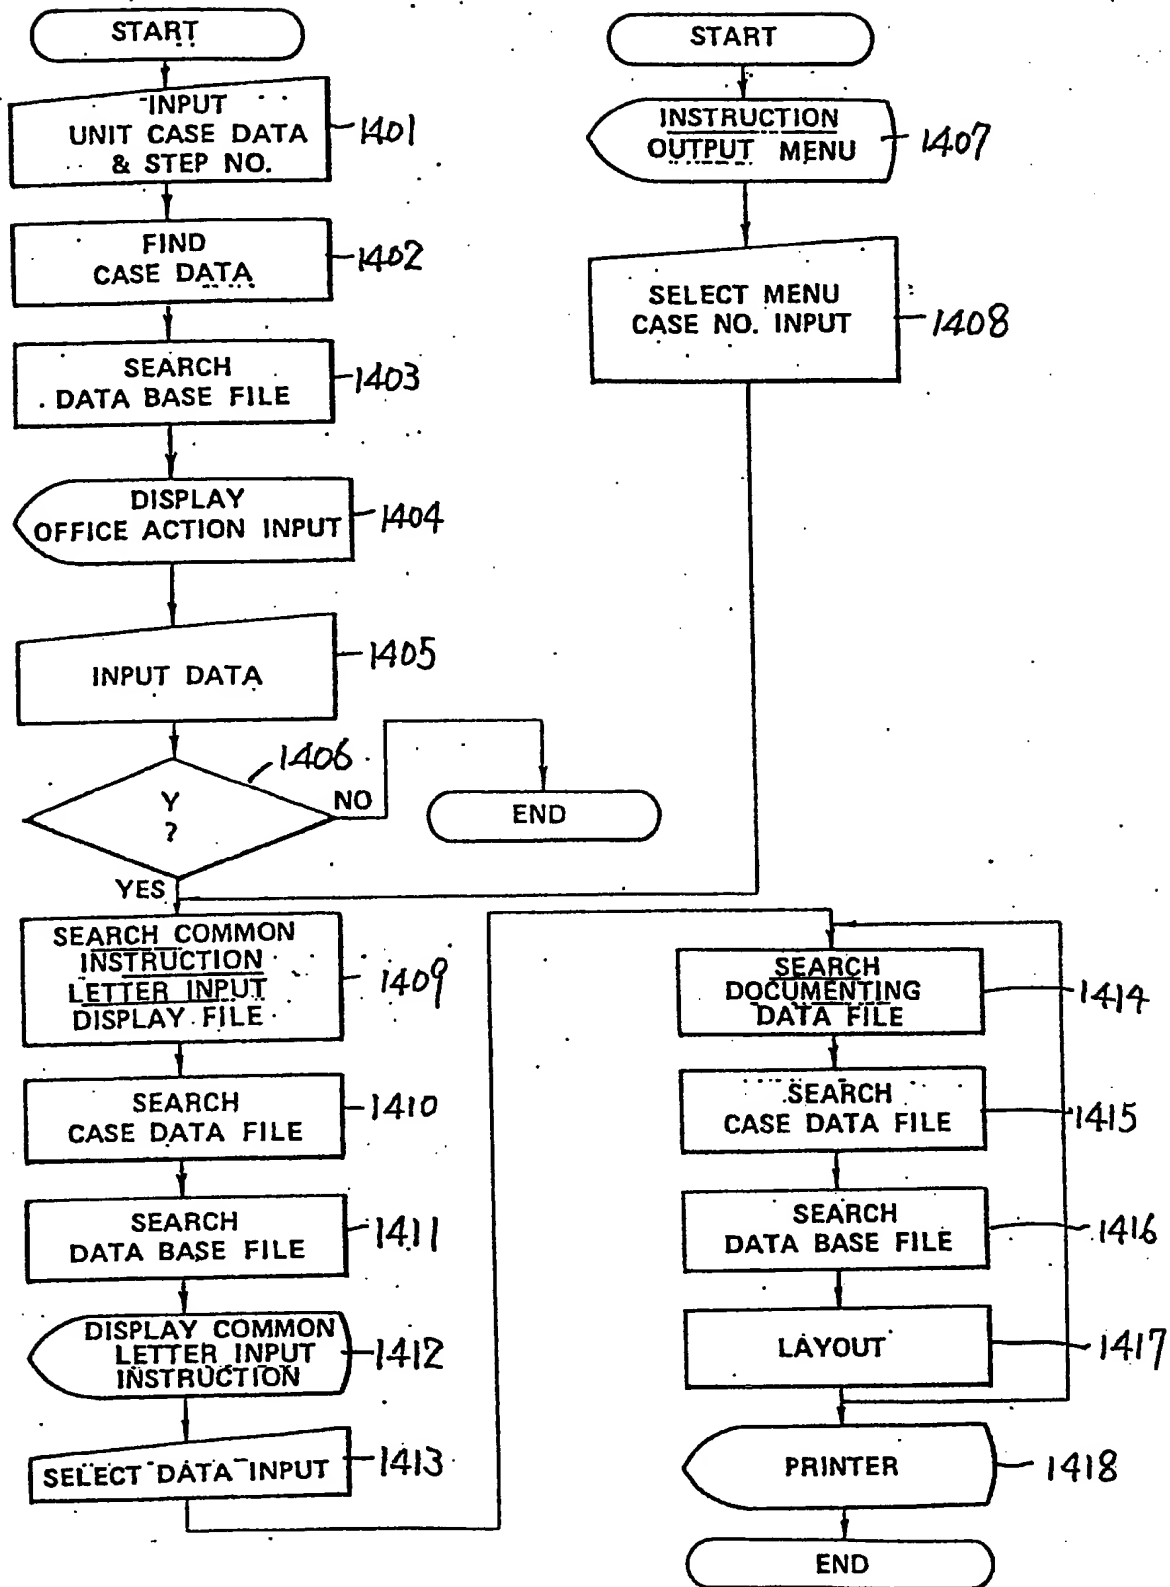 START
INPUT
UNIT CASE DATA
& STEP NO.
1401
FIND
CASE DATA
1402
SEARCH
DATA BASE FILE
1403
DISPLAY
OFFICE ACTION INPUT
1404
INPUT DATA
1405
1406
Y
?
NO
END
YES
START
INSTRUCTION
OUTPUT MENU
1407
SELECT MENU
CASE NO. INPUT
1408
SEARCH COMMON
INSTRUCTION
LETTER INPUT
DISPLAY FILE
1409
SEARCH
CASE DATA FILE
1410
SEARCH
DATA BASE FILE
1411
DISPLAY COMMON
LETTER INPUT
INSTRUCTION
1412
SELECT DATA INPUT
1413
SEARCH
DOCUMENTING
DATA FILE
1414
SEARCH
CASE DATA FILE
1415
SEARCH
DATA BASE FILE
1416
LAYOUT
1417
PRINTER
1418
END